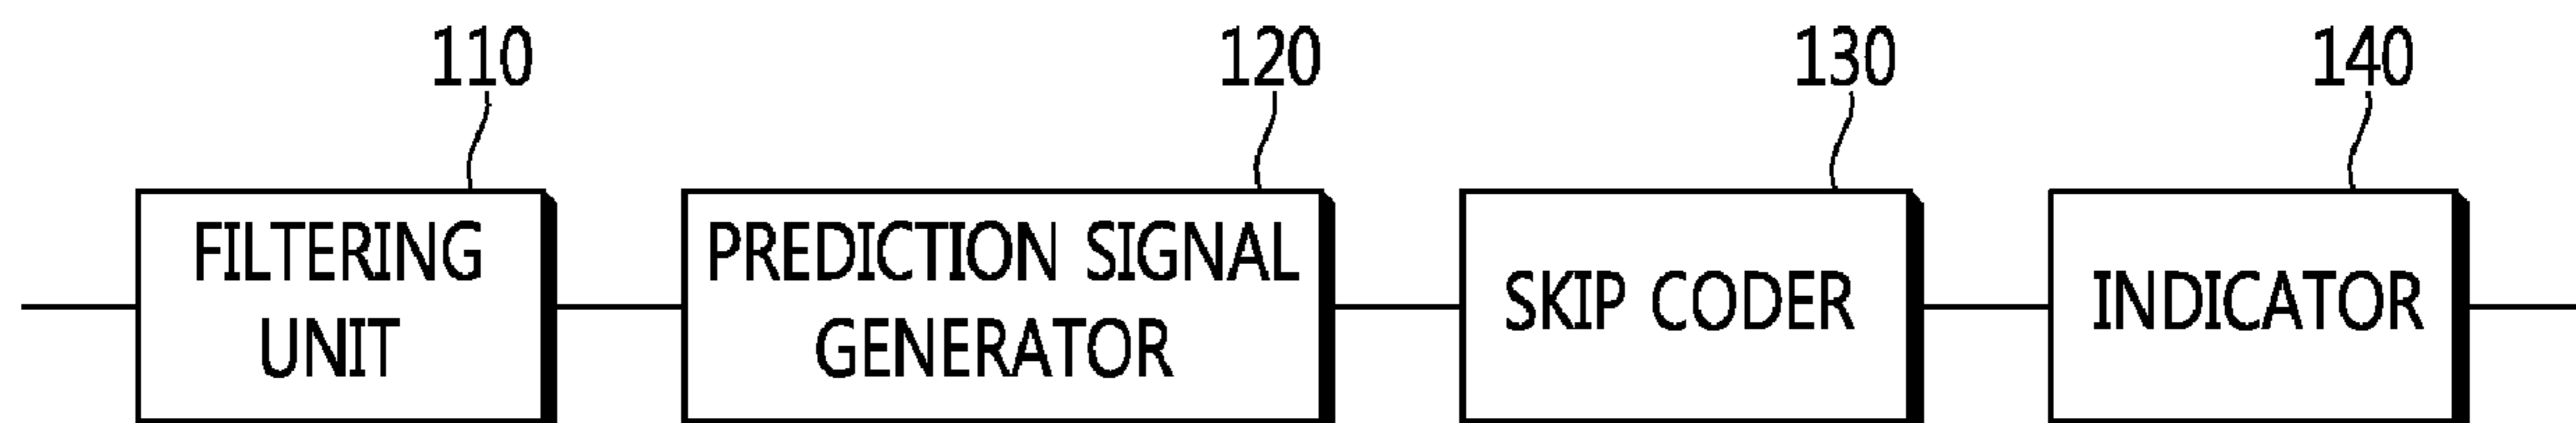 110
120
130
140
FILTERING
UNIT
PREDICTION SIGNAL
GENERATOR
SKIP CODER
INDICATOR